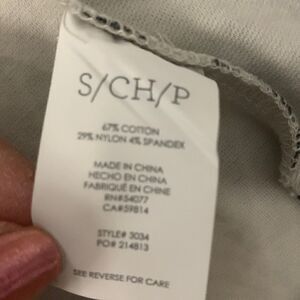 S/CH/P
67% COTTON
29% NYLON 4% SPANDEX
MADE IN CHINA
HECHO EN CHINA
FABRIQUÉ EN CHINE
RN#54077
CA#59814
STYLE# 3034
PO# 214813
SEE REVERSE FOR CARE